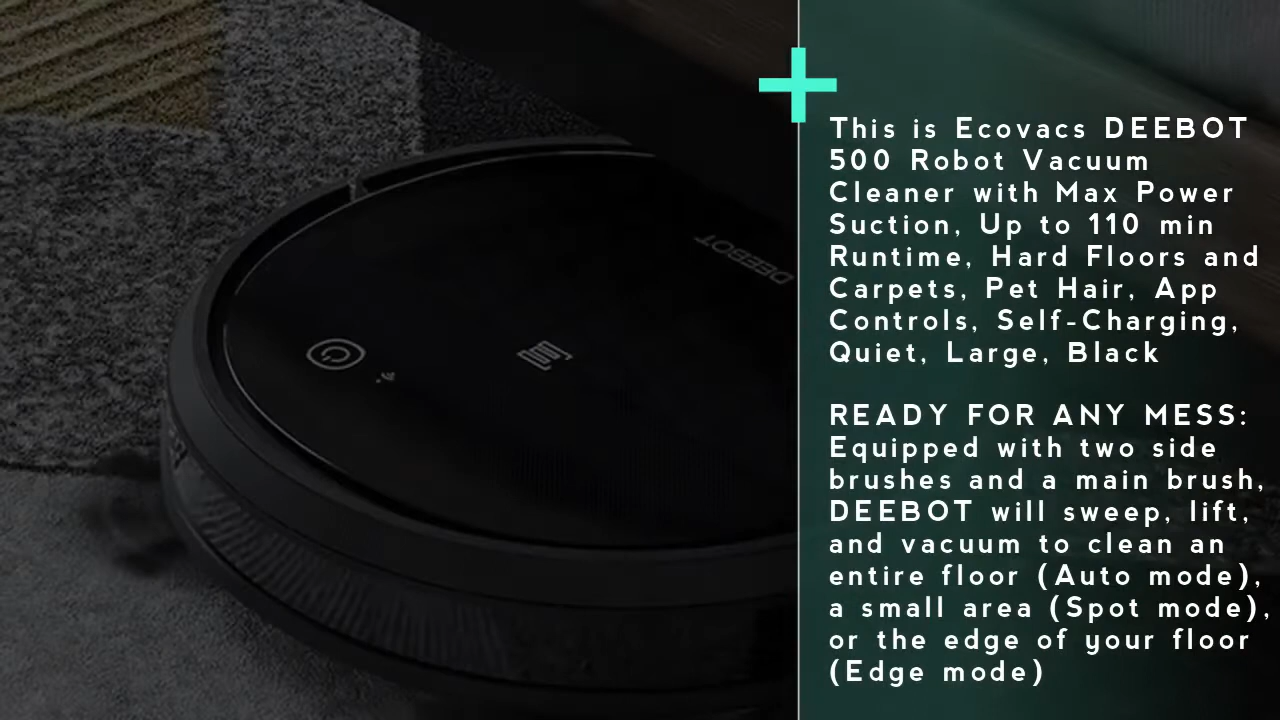 DEEBOT
This is Ecovacs DEEBOT
500 Robot Vacuum
Cleaner with Max Power
Suction, Up to 110 min
Runtime, Hard Floors and
Carpets, Pet Hair, App
Controls, Self-Charging,
Quiet, Large, Black
READY FOR ANY MESS:
Equipped with two side
brushes and a main brush,
DEEBOT will sweep, lift,
and vacuum to clean an
entire floor (Auto mode),
a small area (Spot mode),
or the edge of your floor
(Edge mode)